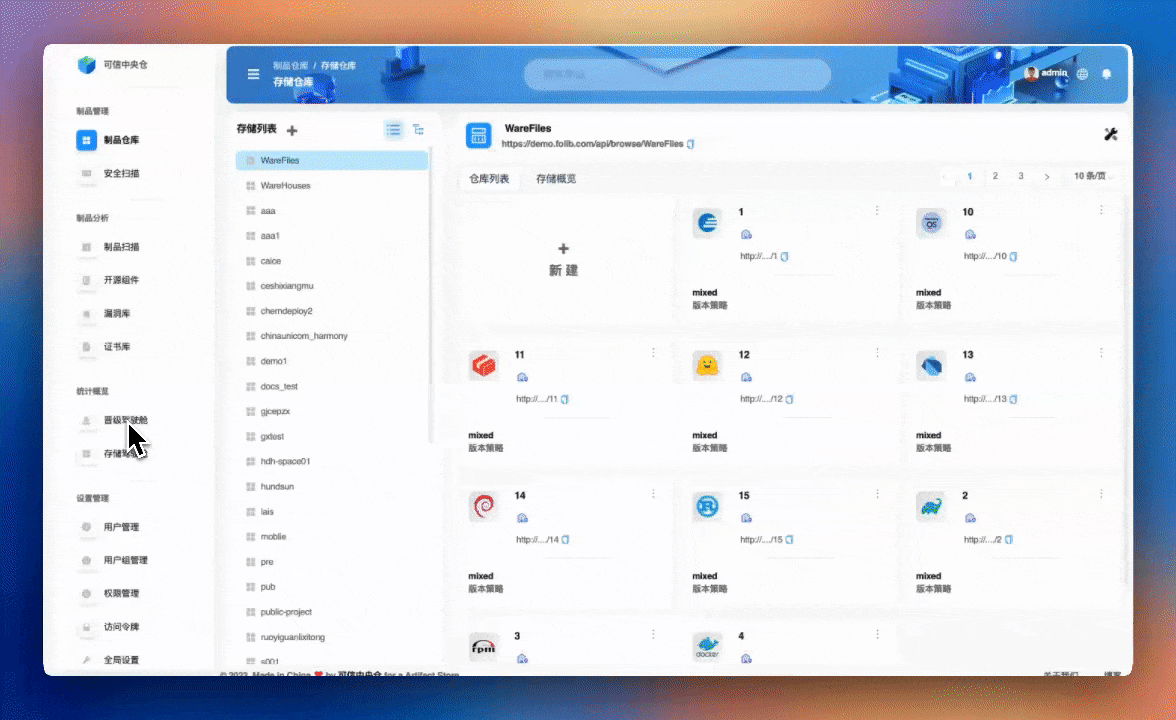 可信中央仓
制品管理
制品仓库
安全扫描
制品分析
制品扫描
开源组件
漏洞库
证书库
统计概览
晋级驾驶舱
存储驾
设置管理
用户管理
用户组管理
权限管理
访问令牌
全局设置
制品仓库 / 存储仓库
存储仓库
admin
存储列表
WareFiles
WareHouses
aaa
aaa1
caice
ceshixiangmu
cherndeploy2
chinaunicom_harmony
demo1
docs_test
gjcepzx
gxtest
hdh-space01
hundsun
lais
moblie
pre
pub
public-project
ruoyiguanlixitong
s001
WareFiles
https://demo.folib.com/api/browse/WareFiles
仓库列表 存储概览
1 2 3 10 条/页
新 建
1
http://..../1
mixed
版本策略
10
http://..../10
mixed
版本策略
11
http://..../11
mixed
版本策略
12
http://..../12
mixed
版本策略
13
http://..../13
mixed
版本策略
14
http://..../14
mixed
版本策略
15
http://..../15
mixed
版本策略
2
http://..../2
mixed
版本策略
rpm
3
docker
4
© 2023, Made in China ❤ by 可信中央仓 for a Artifact Store
关于我们 博客